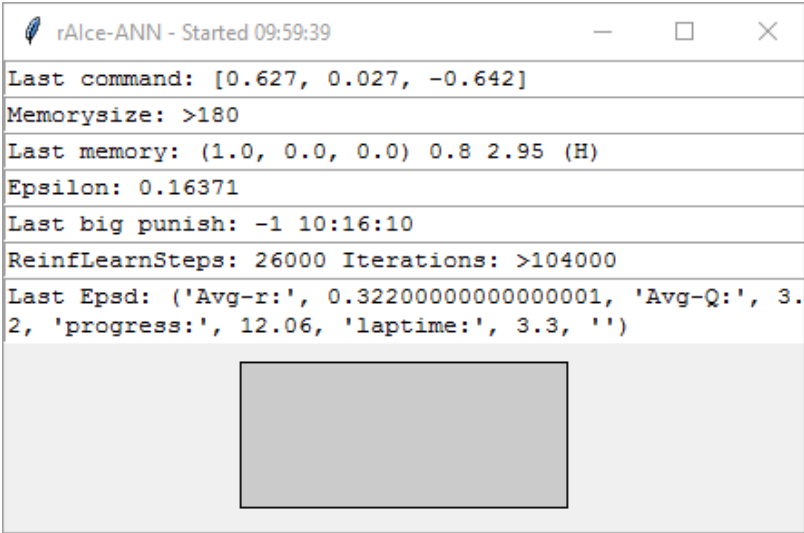 rAIce-ANN - Started 09:59:39
Last command: [0.627, 0.027, -0.642]
Memorysize: >180
Last memory: (1.0, 0.0, 0.0) 0.8 2.95 (H)
Epsilon: 0.16371
Last big punish: -1 10:16:10
ReinfLearnSteps: 26000 Iterations: >104000
Last Epsd: ('Avg-r:', 0.32200000000000001, 'Avg-Q:', 3.
2, 'progress:', 12.06, 'laptime:', 3.3, '')